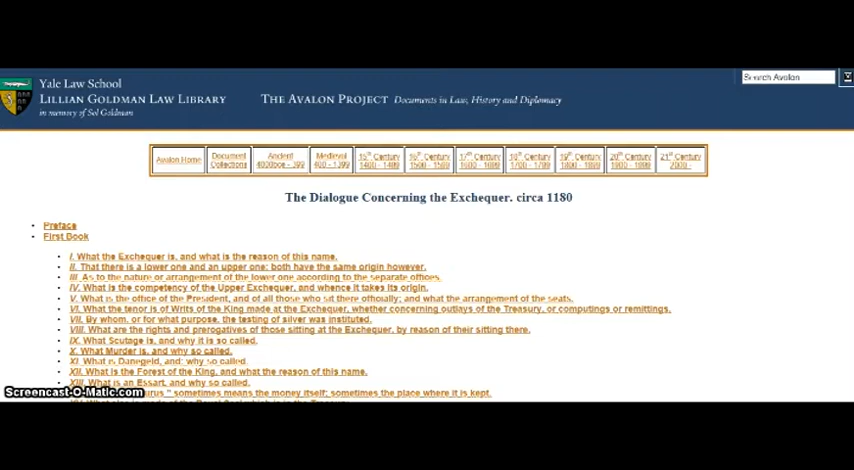 Yale Law School
LILLIAN GOLDMAN LAW LIBRARY
in memory of Sol Goldman
THE AVALON PROJECT Documents in Law, History and Diplomacy
Search Avalon
Avalon Home
Document Collections
Ancient 4000bce - 399
Medieval 400 - 1399
15th Century 1400 - 1499
16th Century 1500 - 1599
17th Century 1600 - 1699
18th Century 1700 - 1799
19th Century 1800 - 1899
20th Century 1900 - 1999
21st Century 2000 -
The Dialogue Concerning the Exchequer. circa 1180
• Preface
• First Book
• I. What the Exchequer is, and what is the reason of this name.
• II. That there is a lower one and an upper one; both have the same origin however.
• III. As to the nature or arrangement of the lower one according to the separate offices.
• IV. What is the competency of the Upper Exchequer, and whence it takes its origin.
• V. What is the office of the President, and of all those who sit there officially; and what the arrangement of the seats.
• VI. What the tenor is of Writs of the King made at the Exchequer, whether concerning outlays of the Treasury, or computings or remittings.
• VII. By whom, or for what purpose, the testing of silver was instituted.
• VIII. What are the rights and prerogatives of those sitting at the Exchequer, by reason of their sitting there.
• IX. What Scutage is, and why it is so called.
• X. What Murder is, and why so called.
• XI. What is Danegeld, and; why so called.
• XII. What is the Forest of the King, and what the reason of this name.
• XIII. What is an Essart, and why so called.
" sometimes means the money itself; sometimes the place where it is kept.
Screencast-O-Matic.com